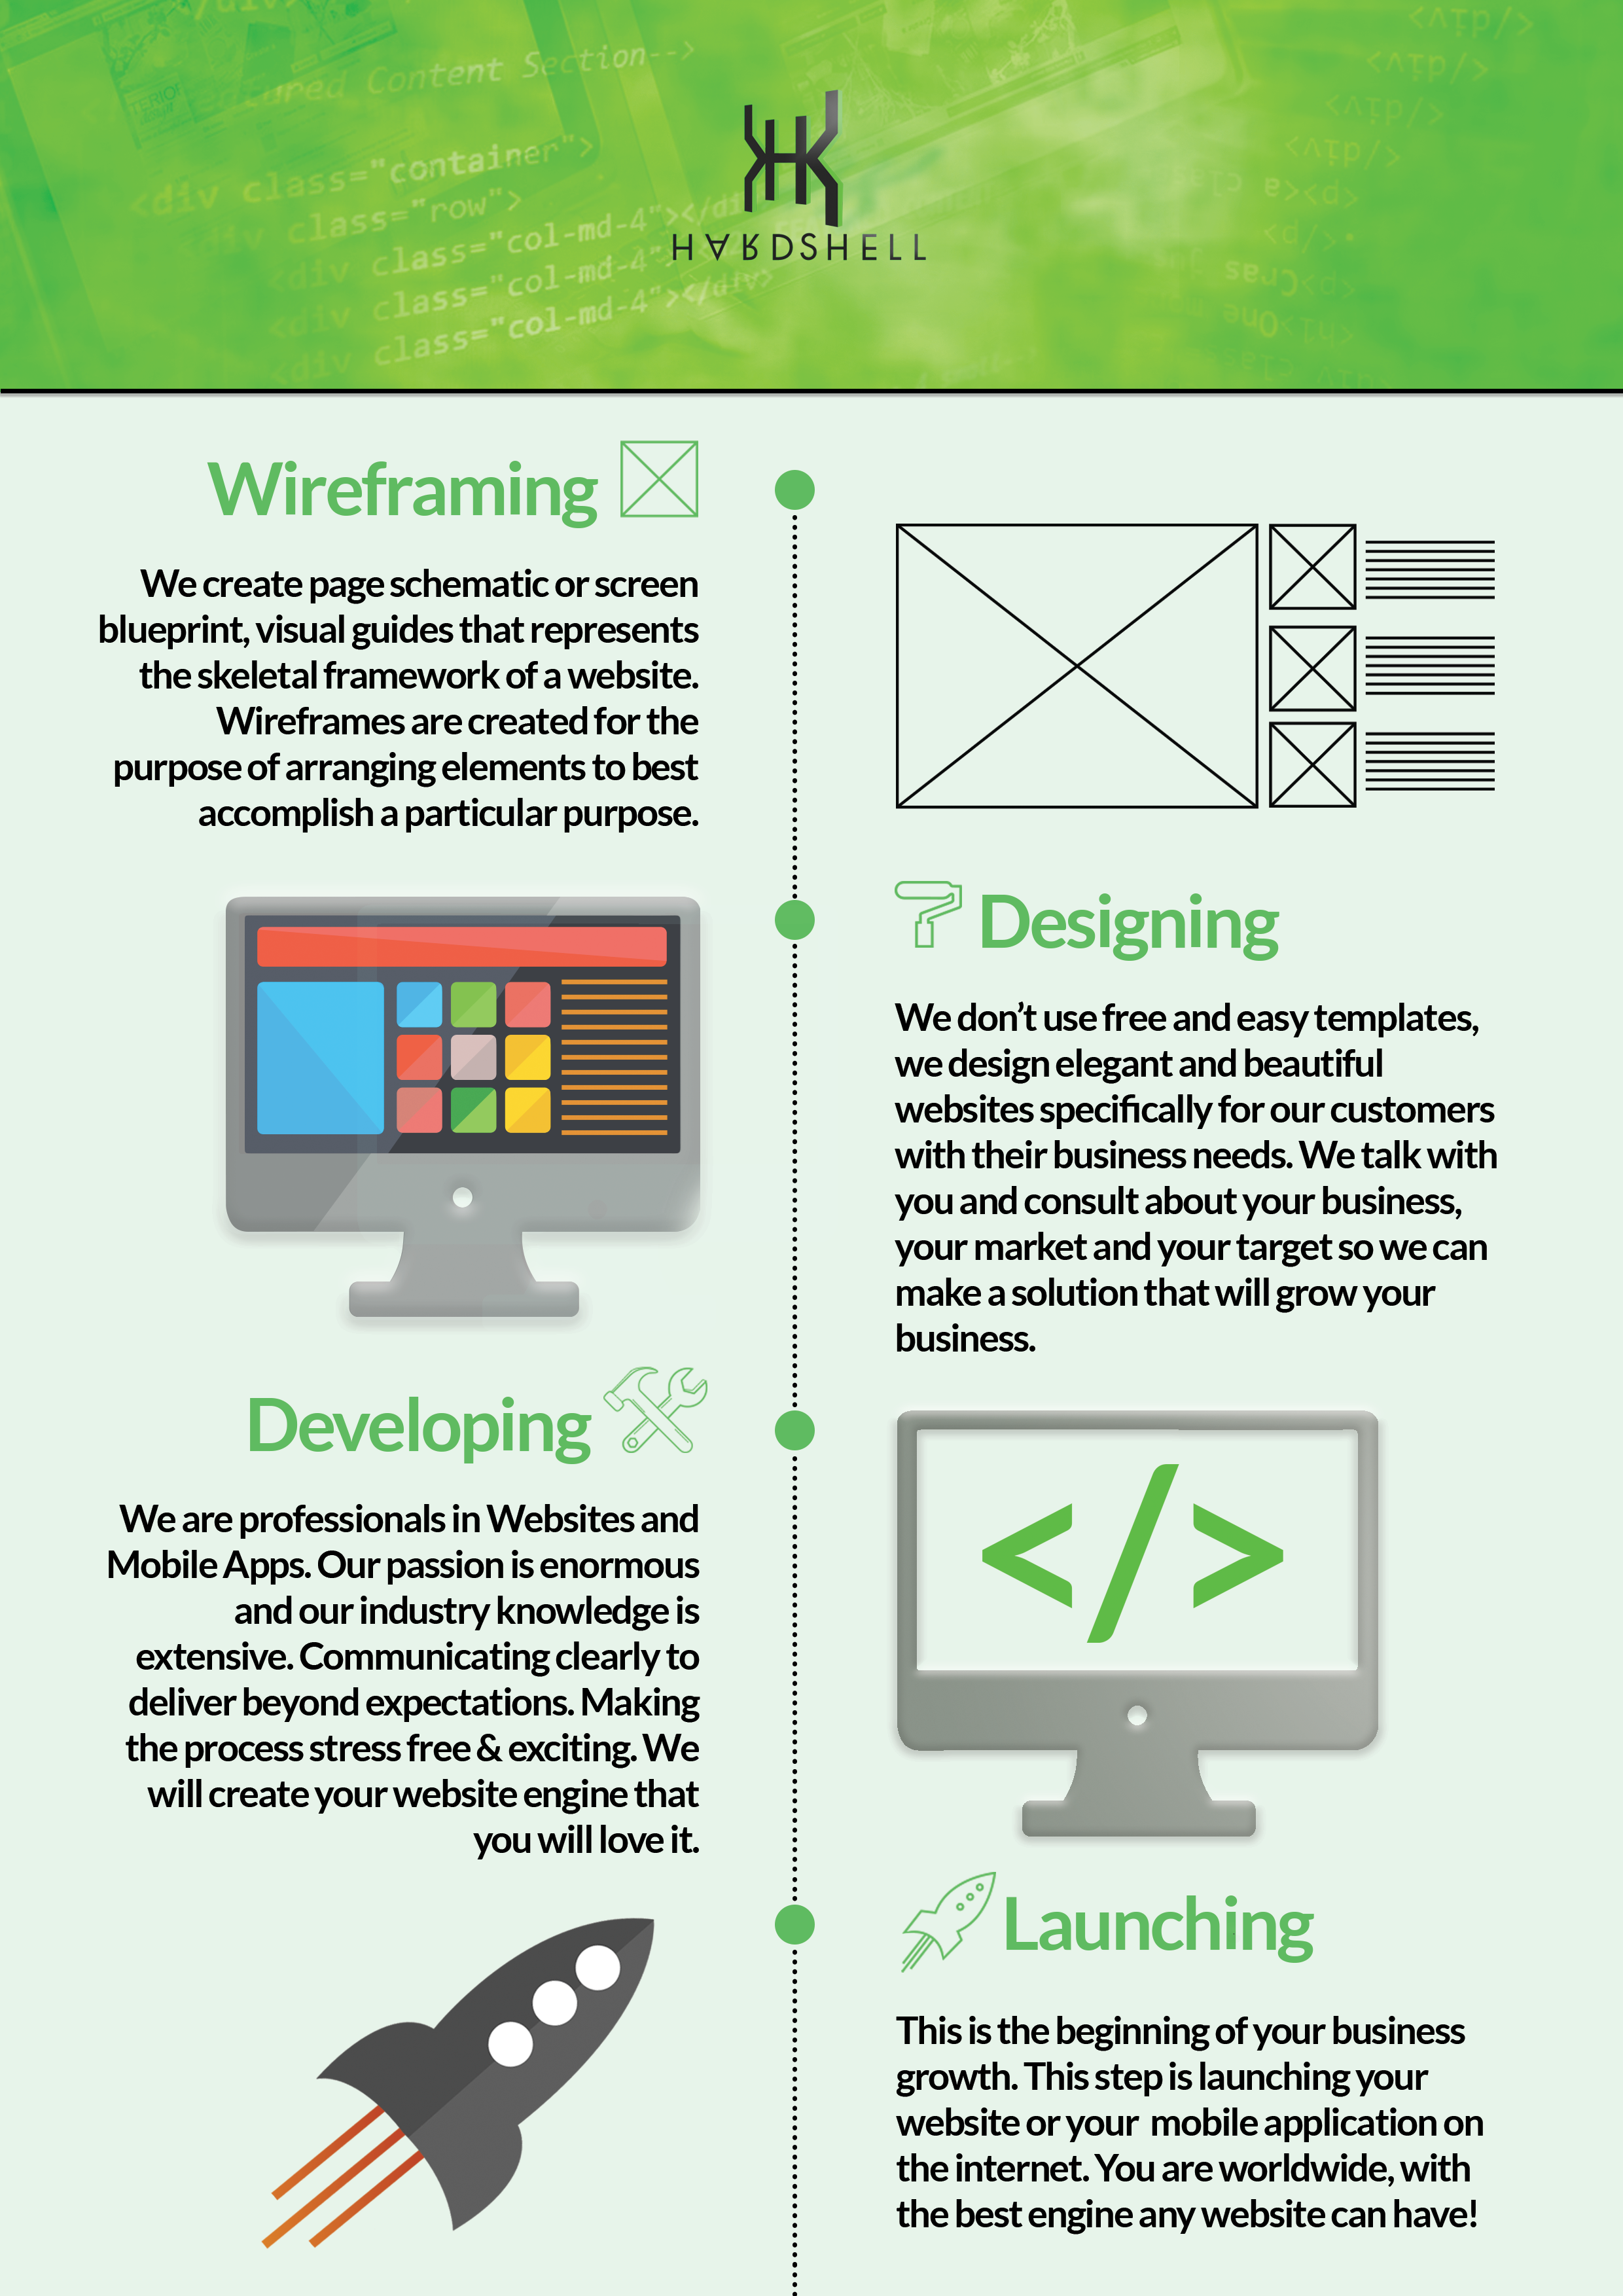 Featured Content Section-->
<div class="container">
<div class="row">
<div class="col-md-4"></div>
<div class="col-md-4">
<div class="col-md-4"></div>
HARDSHELL
Wireframing
We create page schematic or screen
blueprint, visual guides that represents
the skeletal framework of a website.
Wireframes are created for the
purpose of arranging elements to best
accomplish a particular purpose.
Designing
We don’t use free and easy templates,
we design elegant and beautiful
websites specifically for our customers
with their business needs. We talk with
you and consult about your business,
your market and your target so we can
make a solution that will grow your
business.
Developing
We are professionals in Websites and
Mobile Apps. Our passion is enormous
and our industry knowledge is
extensive. Communicating clearly to
deliver beyond expectations. Making
the process stress free & exciting. We
will create your website engine that
you will love it.
</>
Launching
This is the beginning of your business
growth. This step is launching your
website or your mobile application on
the internet. You are worldwide, with
the best engine any website can have!